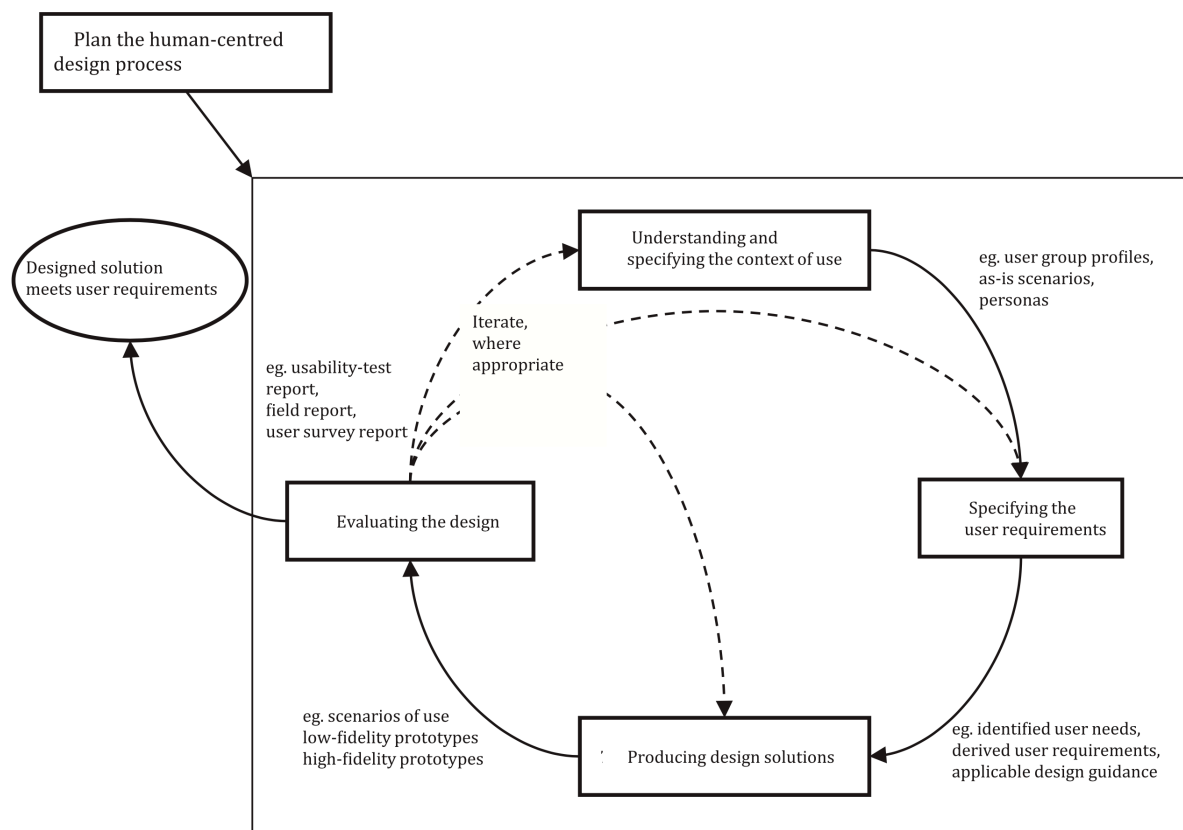 Plan the human-centred
design process
Understanding and
specifying the context of use
eg. user group profiles,
as-is scenarios,
personas
Designed solution
meets user requirements
Iterate,
where
appropriate
eg. usability-test
report,
field report,
user survey report
Evaluating the design
Specifying the
user requirements
eg. scenarios of use
low-fidelity prototypes
high-fidelity prototypes
Producing design solutions
eg. identified user needs,
derived user requirements,
applicable design guidance